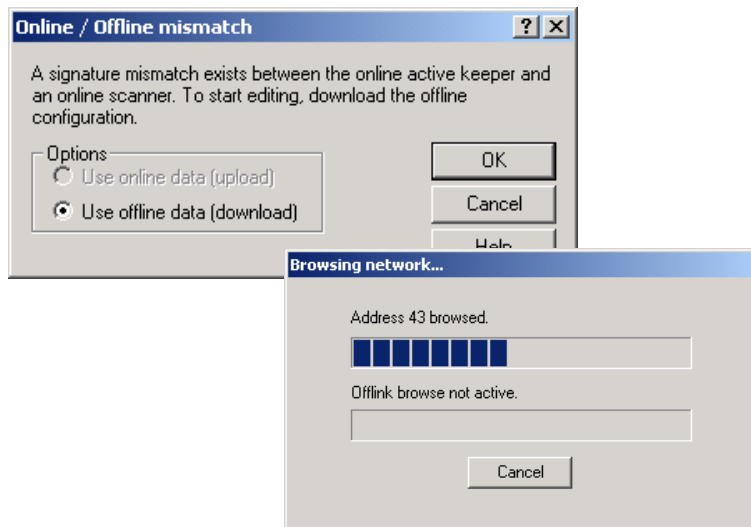 Online / Offline mismatch
A signature mismatch exists between the online active keeper and
an online scanner. To start editing, download the offline
configuration.
Options
Use online data (upload)
Use offline data (download)
OK
Cancel
Help
Browsing network...
Address 43 browsed.
Offlink browse not active.
Cancel